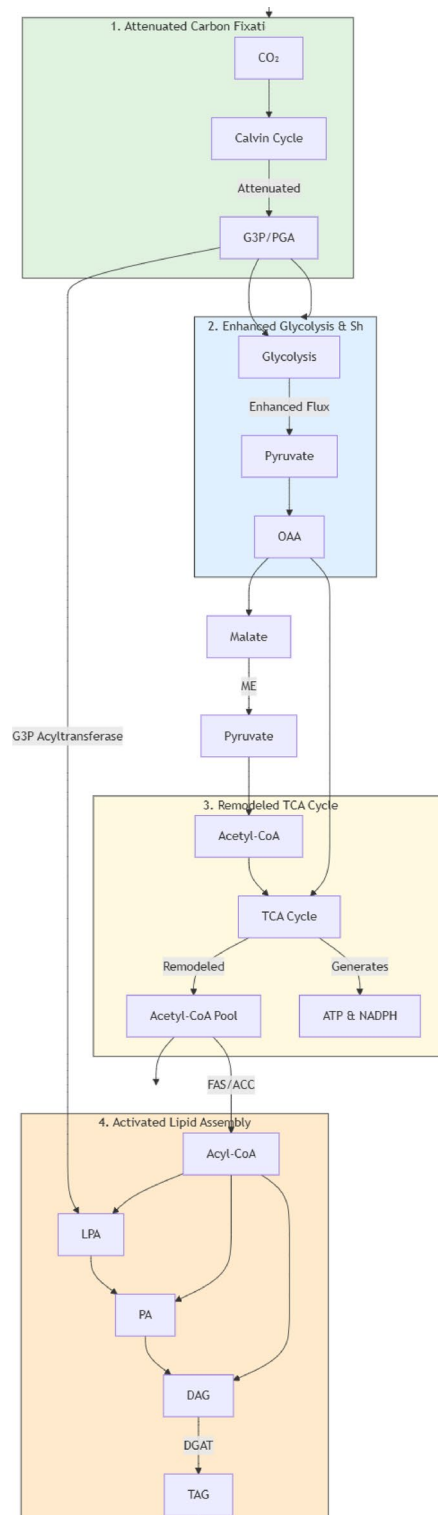 1. Attenuated Carbon Fixati
CO₂
Calvin Cycle
Attenuated
G3P/PGA
2. Enhanced Glycolysis & Sh
Glycolysis
Enhanced Flux
Pyruvate
OAA
Malate
ME
G3P Acyltransferase
Pyruvate
3. Remodeled TCA Cycle
Acetyl-CoA
TCA Cycle
Remodeled
Generates
Acetyl-CoA Pool
ATP & NADPH
FAS/ACC
4. Activated Lipid Assembly
Acyl-CoA
LPA
PA
DAG
DGAT
TAG